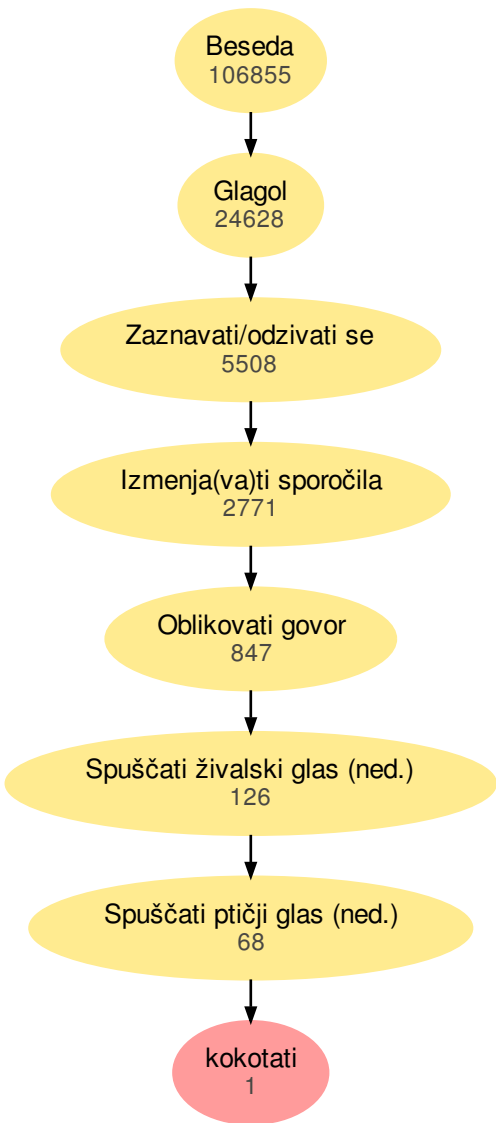 Beseda
106855
Glagol
24628
Zaznavati/odzivati se
5508
Izmenja(va)ti sporočila
2771
Oblikovati govor
847
Spuščati živalski glas (ned.)
126
Spuščati ptičji glas (ned.)
68
kokotati
1